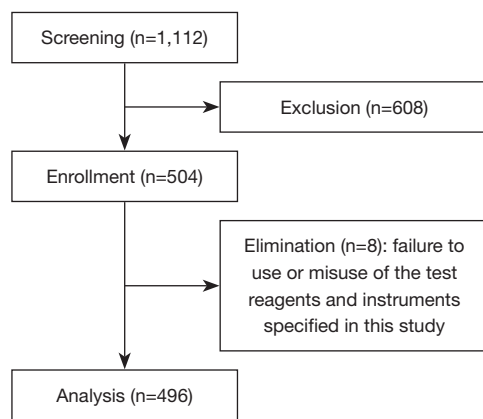 Screening (n=1,112)
Exclusion (n=608)
Enrollment (n=504)
Elimination (n=8): failure to
use or misuse of the test
reagents and instruments
specified in this study
Analysis (n=496)